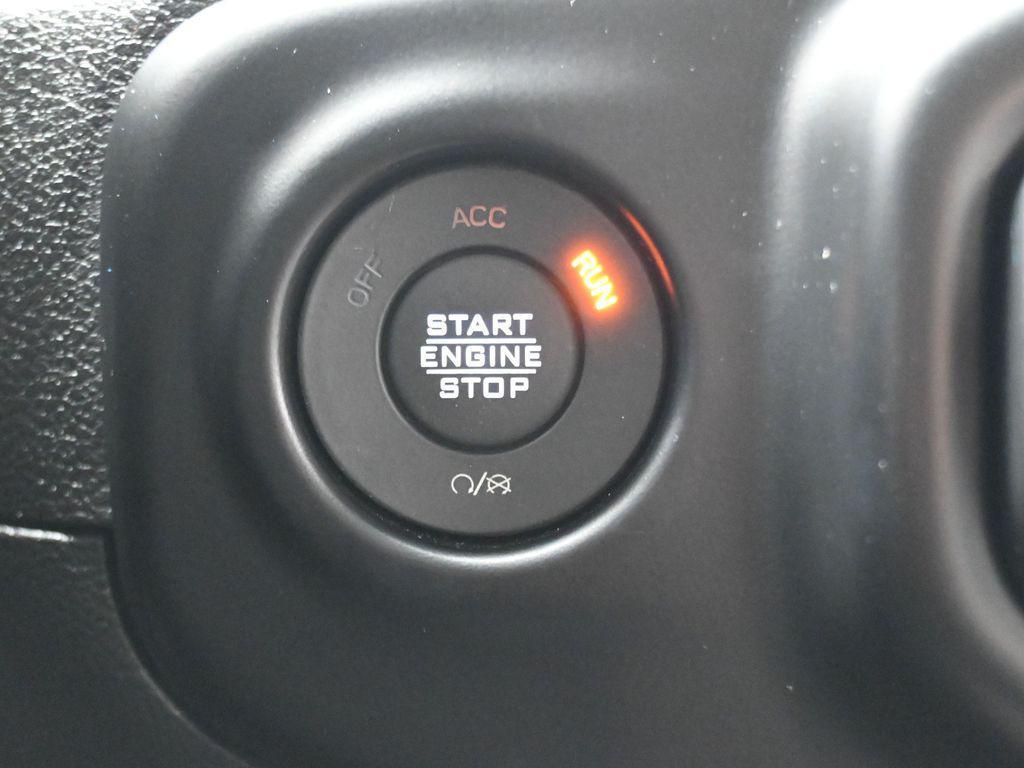 ACC
OFF
RUN
START
ENGINE
STOP